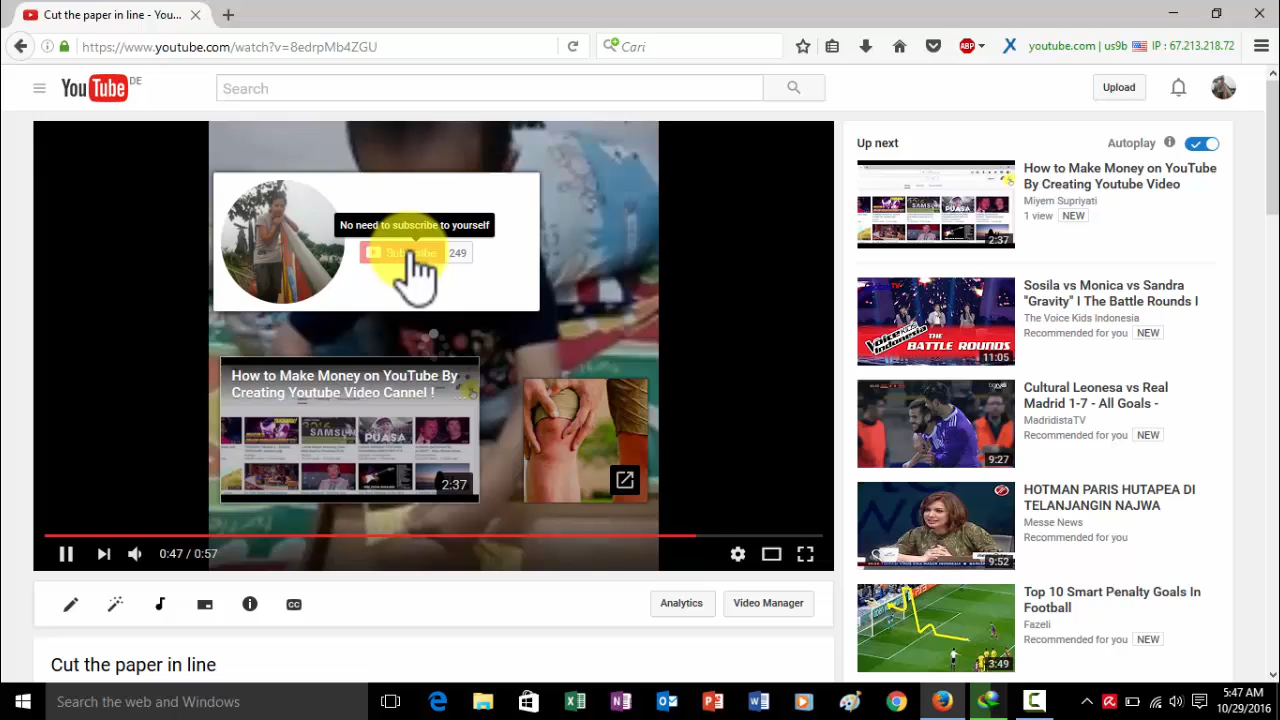 Cut the paper in line - You...
https://www.youtube.com/watch?v=8edrpMb4ZGU
Cari
ABP
youtube.com | us9b
IP : 67.213.218.72
YouTube DE
Search
Upload
No need to subscribe to yourself
Subscribe 249
How to Make Money on YouTube By
Creating Youtube Video Cannel !
2:37
0:47 / 0:57
Analytics
Video Manager
Cut the paper in line
Up next
Autoplay
How to Make Money on YouTube
By Creating Youtube Video
Miyem Supriyati
1 view NEW
2:37
Sosila vs Monica vs Sandra
"Gravity" I The Battle Rounds I
The Voice Kids Indonesia
Recommended for you NEW
THE
BATTLE ROUNDS
11:05
Cultural Leonesa vs Real
Madrid 1-7 - All Goals -
MadridistaTV
Recommended for you NEW
9:27
HOTMAN PARIS HUTAPEA DI
TELANJANGIN NAJWA
Messe News
Recommended for you
9:52
Top 10 Smart Penalty Goals In
Football
Fazeli
Recommended for you NEW
3:49
Search the web and Windows
5:47 AM
10/29/2016